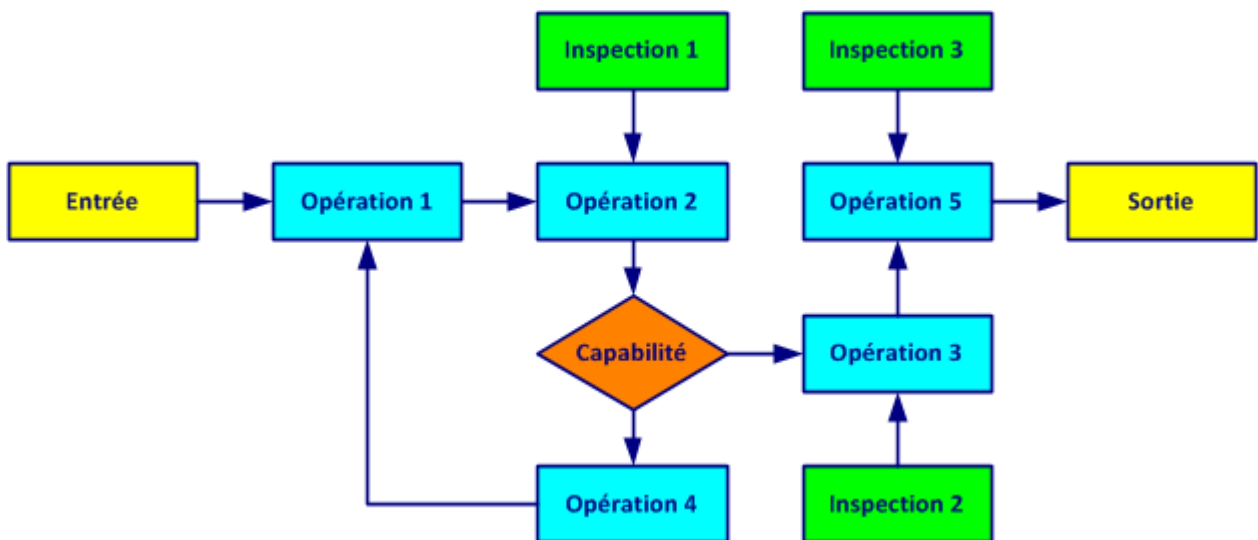 Inspection 1
Inspection 3
Entrée
Opération 1
Opération 2
Opération 5
Sortie
Capabilité
Opération 3
Opération 4
Inspection 2